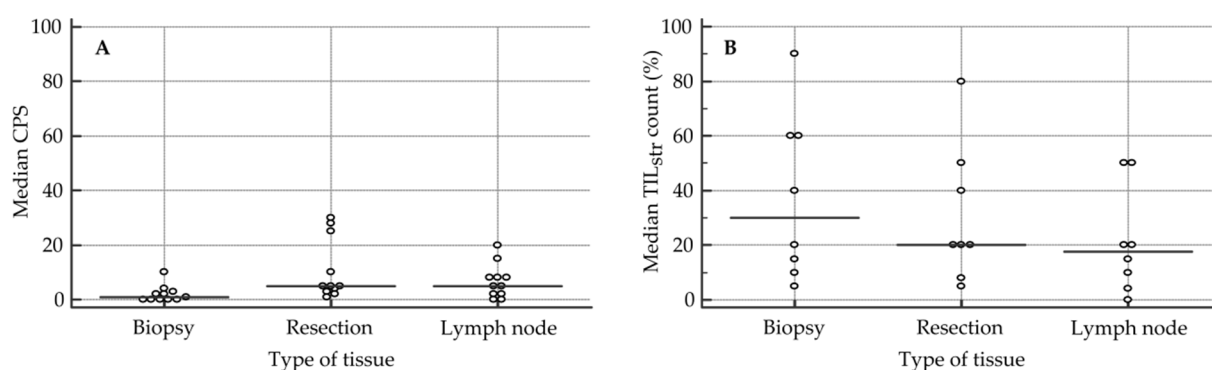 A
Median CPS
100
80
60
40
20
0
Biopsy Resection Lymph node
Type of tissue
B
Median TILstr count (%)
100
80
60
40
20
0
Biopsy Resection Lymph node
Type of tissue